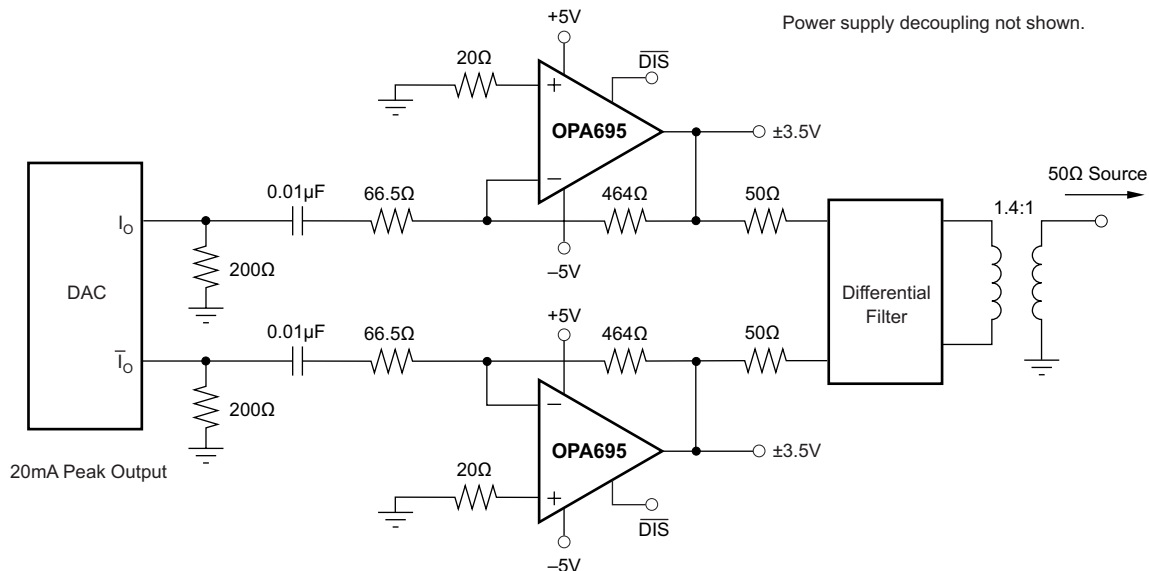 Power supply decoupling not shown.
+5V
20Ω
DIS
+
OPA695
±3.5V
−
50Ω Source
0.01μF
66.5Ω
464Ω
50Ω
1.4:1
IO
–5V
200Ω
DAC
Differential
Filter
+5V
0.01μF
66.5Ω
464Ω
50Ω
IO
200Ω
−
OPA695
±3.5V
20mA Peak Output
20Ω
+
DIS
–5V